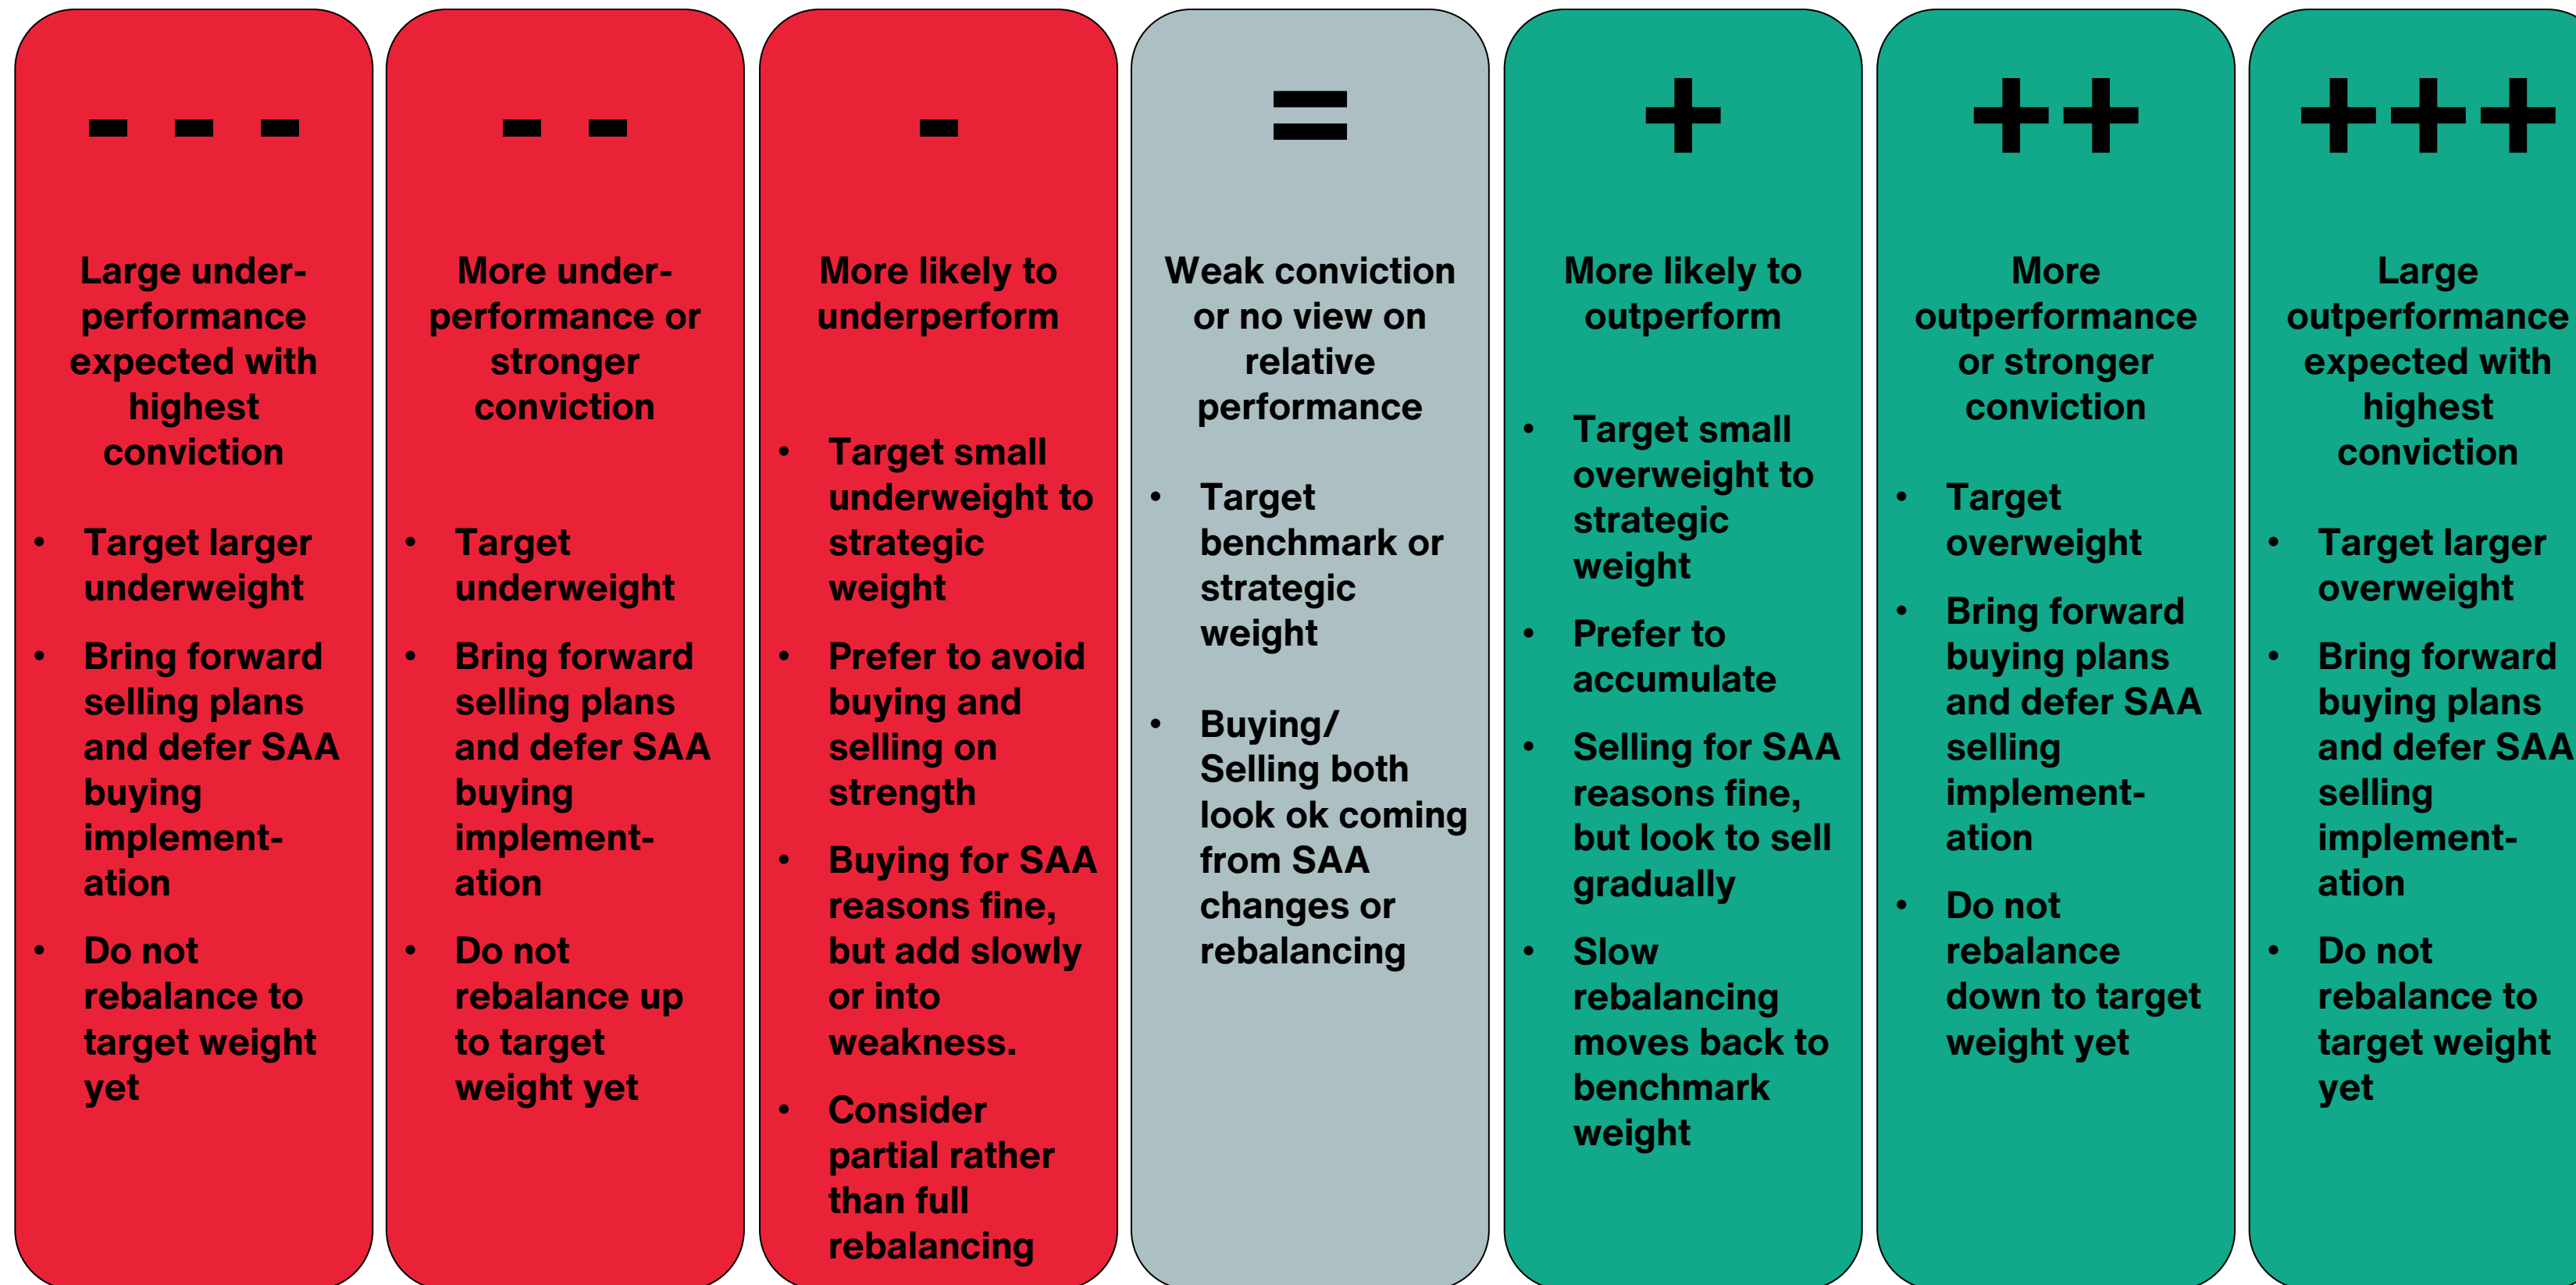 - - -
Large under-
performance
expected with
highest
conviction
• Target larger
underweight
• Bring forward
selling plans
and defer SAA
buying
implement-
ation
• Do not
rebalance to
target weight
yet
- -
More under-
performance or
stronger
conviction
• Target
underweight
• Bring forward
selling plans
and defer SAA
buying
implement-
ation
• Do not
rebalance up
to target
weight yet
-
More likely to
underperform
• Target small
underweight to
strategic
weight
• Prefer to avoid
buying and
selling on
strength
• Buying for SAA
reasons fine,
but add slowly
or into
weakness.
• Consider
partial rather
than full
rebalancing
=
Weak conviction
or no view on
relative
performance
• Target
benchmark or
strategic
weight
• Buying/
Selling both
look ok coming
from SAA
changes or
rebalancing
+
More likely to
outperform
• Target small
overweight to
strategic
weight
• Prefer to
accumulate
• Selling for SAA
reasons fine,
but look to sell
gradually
• Slow
rebalancing
moves back to
benchmark
weight
++
More
outperformance
or stronger
conviction
• Target
overweight
• Bring forward
buying plans
and defer SAA
selling
implement-
ation
• Do not
rebalance
down to target
weight yet
+++
Large
outperformance
expected with
highest
conviction
• Target larger
overweight
• Bring forward
buying plans
and defer SAA
selling
implement-
ation
• Do not
rebalance to
target weight
yet